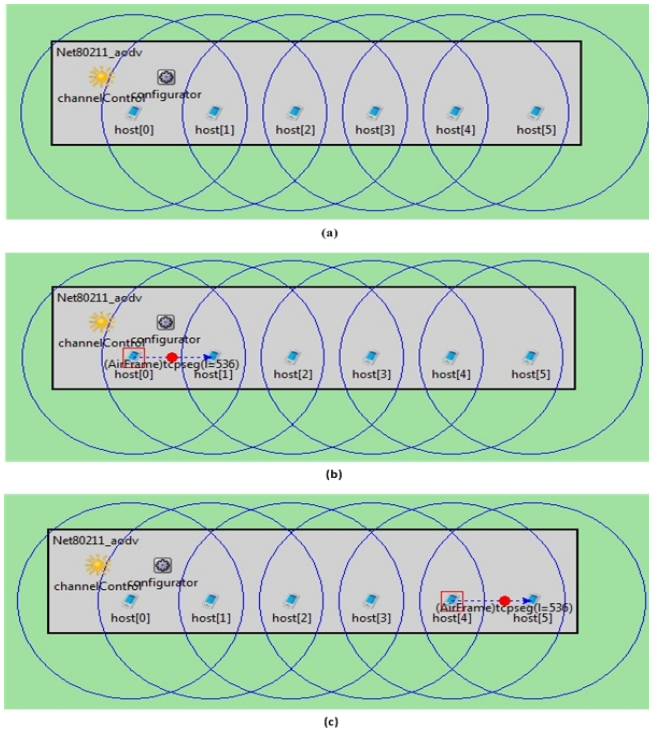 Net80211_aodv
channelControl
configurator
host[0] host[1] host[2] host[3] host[4] host[5]
(a)
Net80211_aodv
channelControl
configurator
(AirFrame)tcpseg(l=536)
host[0] host[1] host[2] host[3] host[4] host[5]
(b)
Net80211_aodv
channelControl
configurator
(AirFrame)tcpseg(l=536)
host[0] host[1] host[2] host[3] host[4] host[5]
(c)